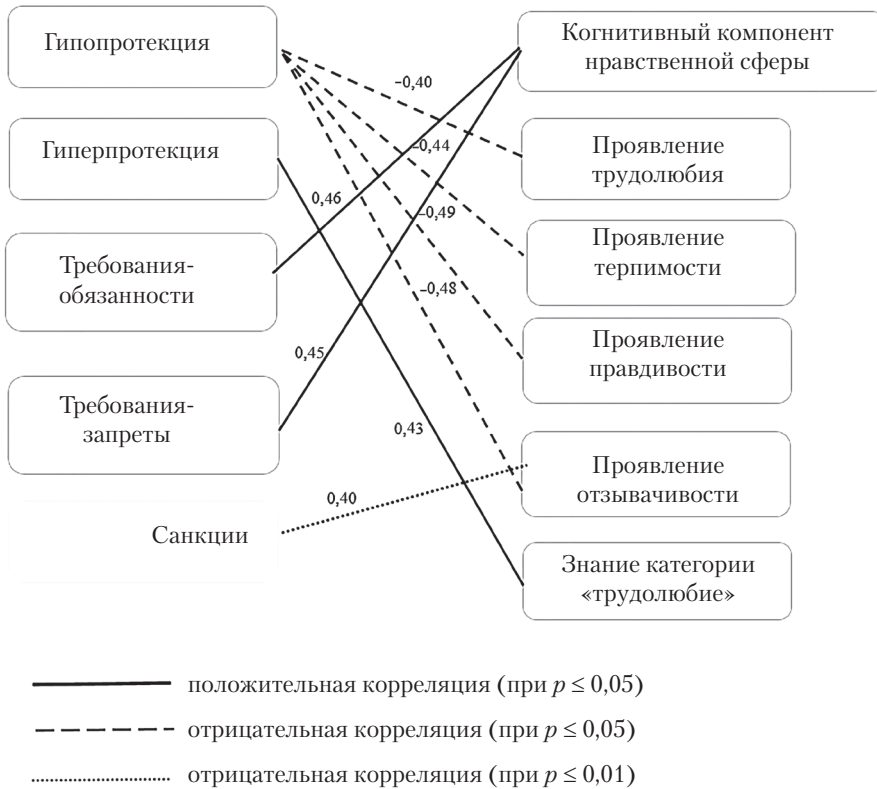 Гипопротекция
Гиперпротекция
Требования-
обязанности
Требования-
запреты
Санкции
–0,40
–0,44
0,46
–0,49
–0,48
0,45
0,43
0,40
Когнитивный компонент
нравственной сферы
Проявление
трудолюбия
Проявление
терпимости
Проявление
правдивости
Проявление
отзывачивости
Знание категории
«трудолюбие»
положительная корреляция (при p ≤ 0,05)
отрицательная корреляция (при p ≤ 0,05)
отрицательная корреляция (при p ≤ 0,01)